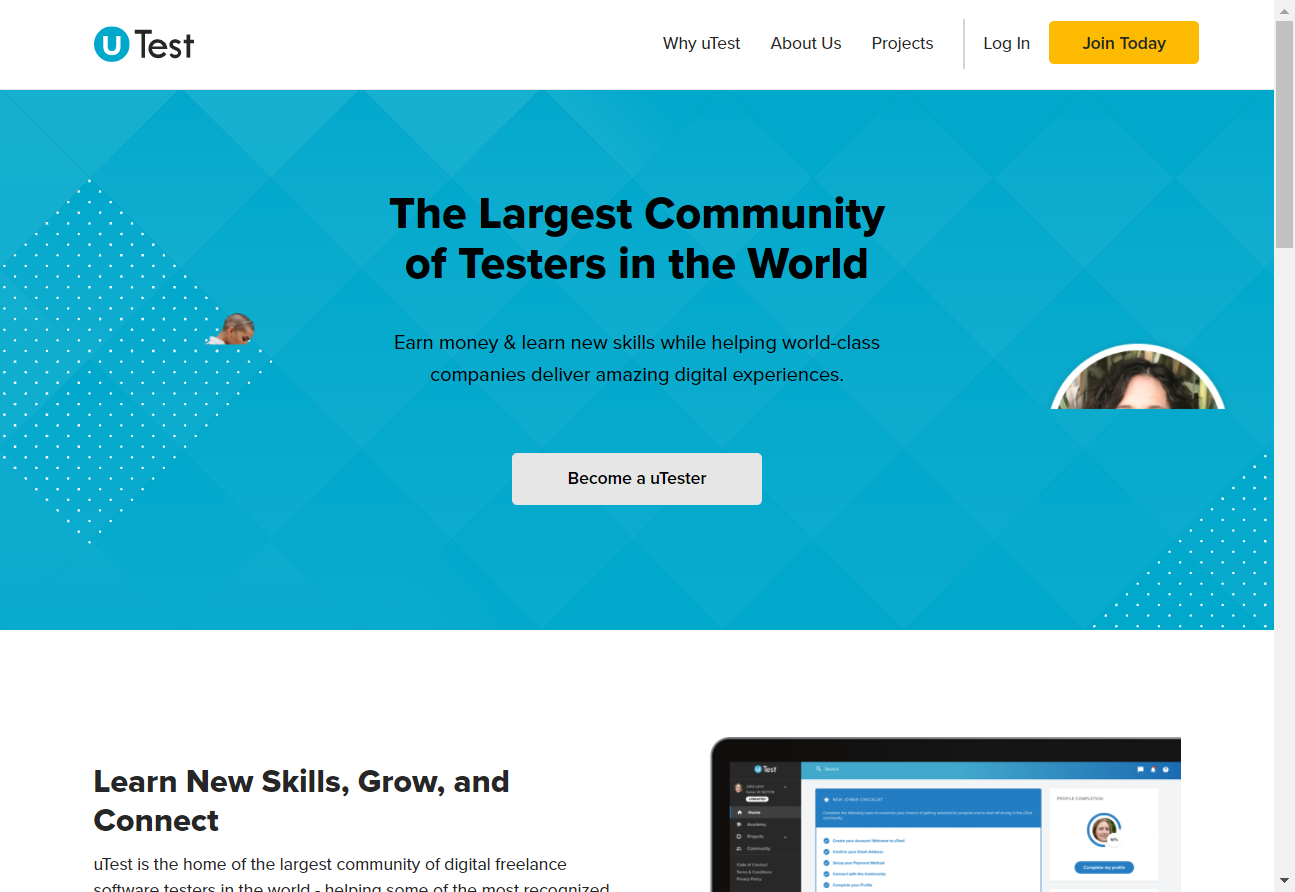 uTest
Why uTest
About Us
Projects
Log In
Join Today
The Largest Community
of Testers in the World
Earn money & learn new skills while helping world-class
companies deliver amazing digital experiences.
Become a uTester
Learn New Skills, Grow, and
Connect
uTest is the home of the largest community of digital freelance
software testers in the world - helping some of the most recognized
uTest
Search
Home
Academy
Projects
Community
Code of Conduct
Terms & Conditions
Privacy Policy
NEW JOINER CHECKLIST
Create your Account: Welcome to uTest!
Confirm your Email Address
Setup your Payment Method
Connect with the Community
Complete your Profile
PROFILE COMPLETION
Complete my profile